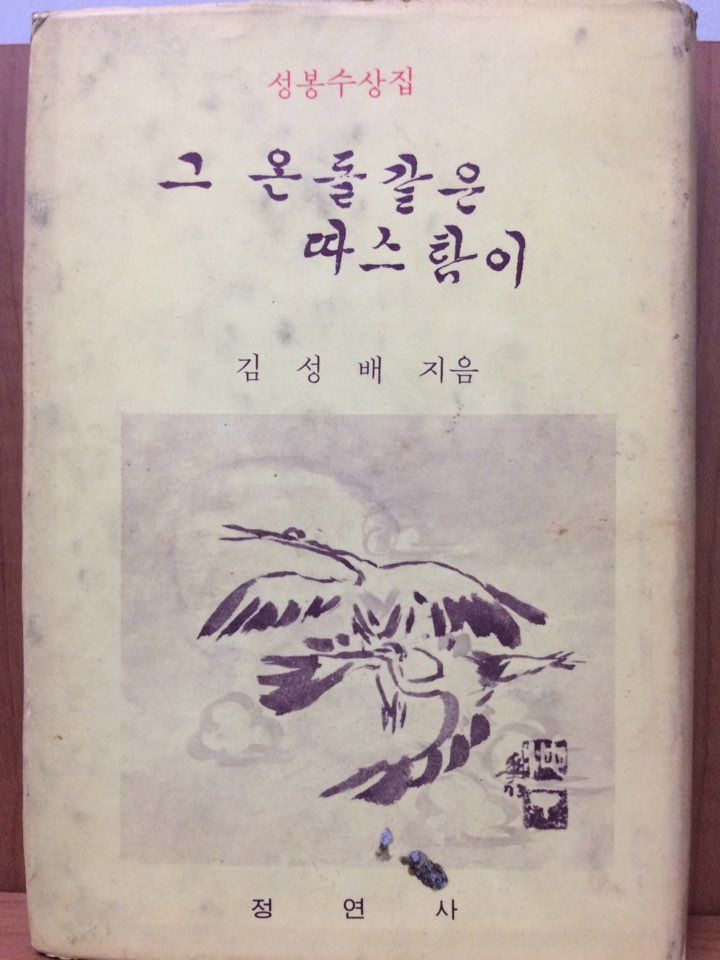 성봉수상집
그 온돌같은
따스함이
김 성 배 지음
정 연 사